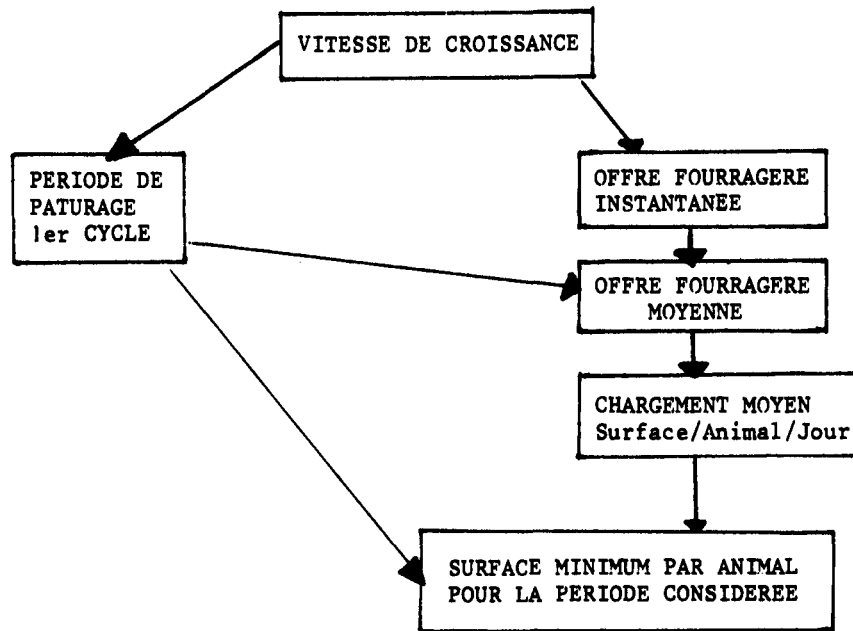 VITESSE DE CROISSANCE
PERIODE DE
PATURAGE
1er CYCLE
OFFRE FOURRAGERE
INSTANTANEE
OFFRE FOURRAGERE
MOYENNE
CHARGEMENT MOYEN
Surface/Animal/Jour
SURFACE MINIMUM PAR ANIMAL
POUR LA PERIODE CONSIDEREE